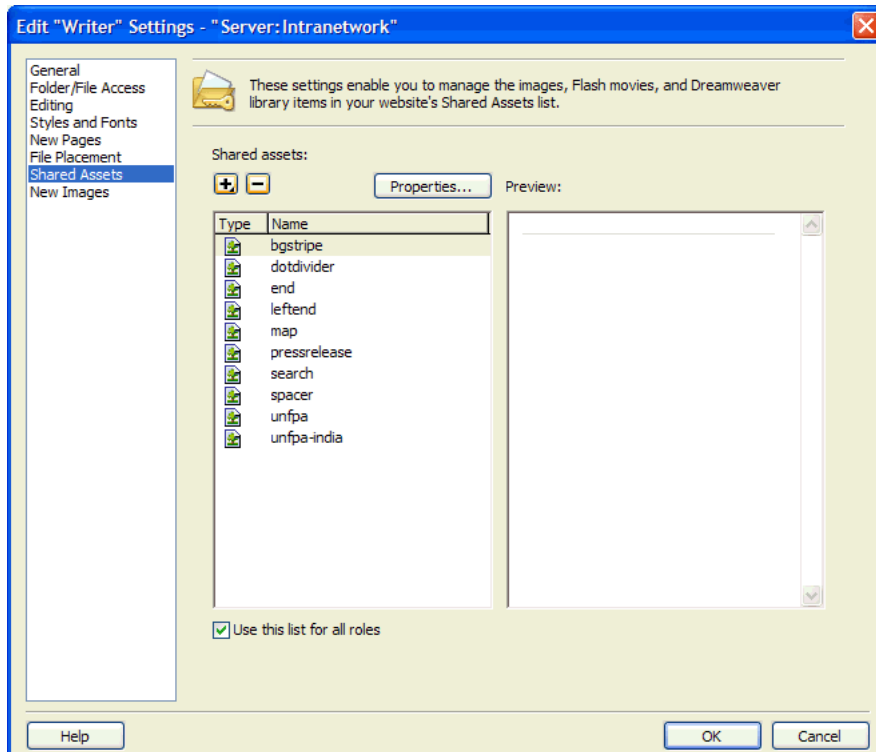 Edit "Writer" Settings - "Server:Intranetwork"
General
Folder/File Access
Editing
Styles and Fonts
New Pages
File Placement
Shared Assets
New Images
These settings enable you to manage the images, Flash movies, and Dreamweaver
library items in your website's Shared Assets list.
Shared assets:
Properties...
Preview:
Type Name
bgstripe
dotdivider
end
leftend
map
pressrelease
search
spacer
unfpa
unfpa-india
Use this list for all roles
Help
OK
Cancel